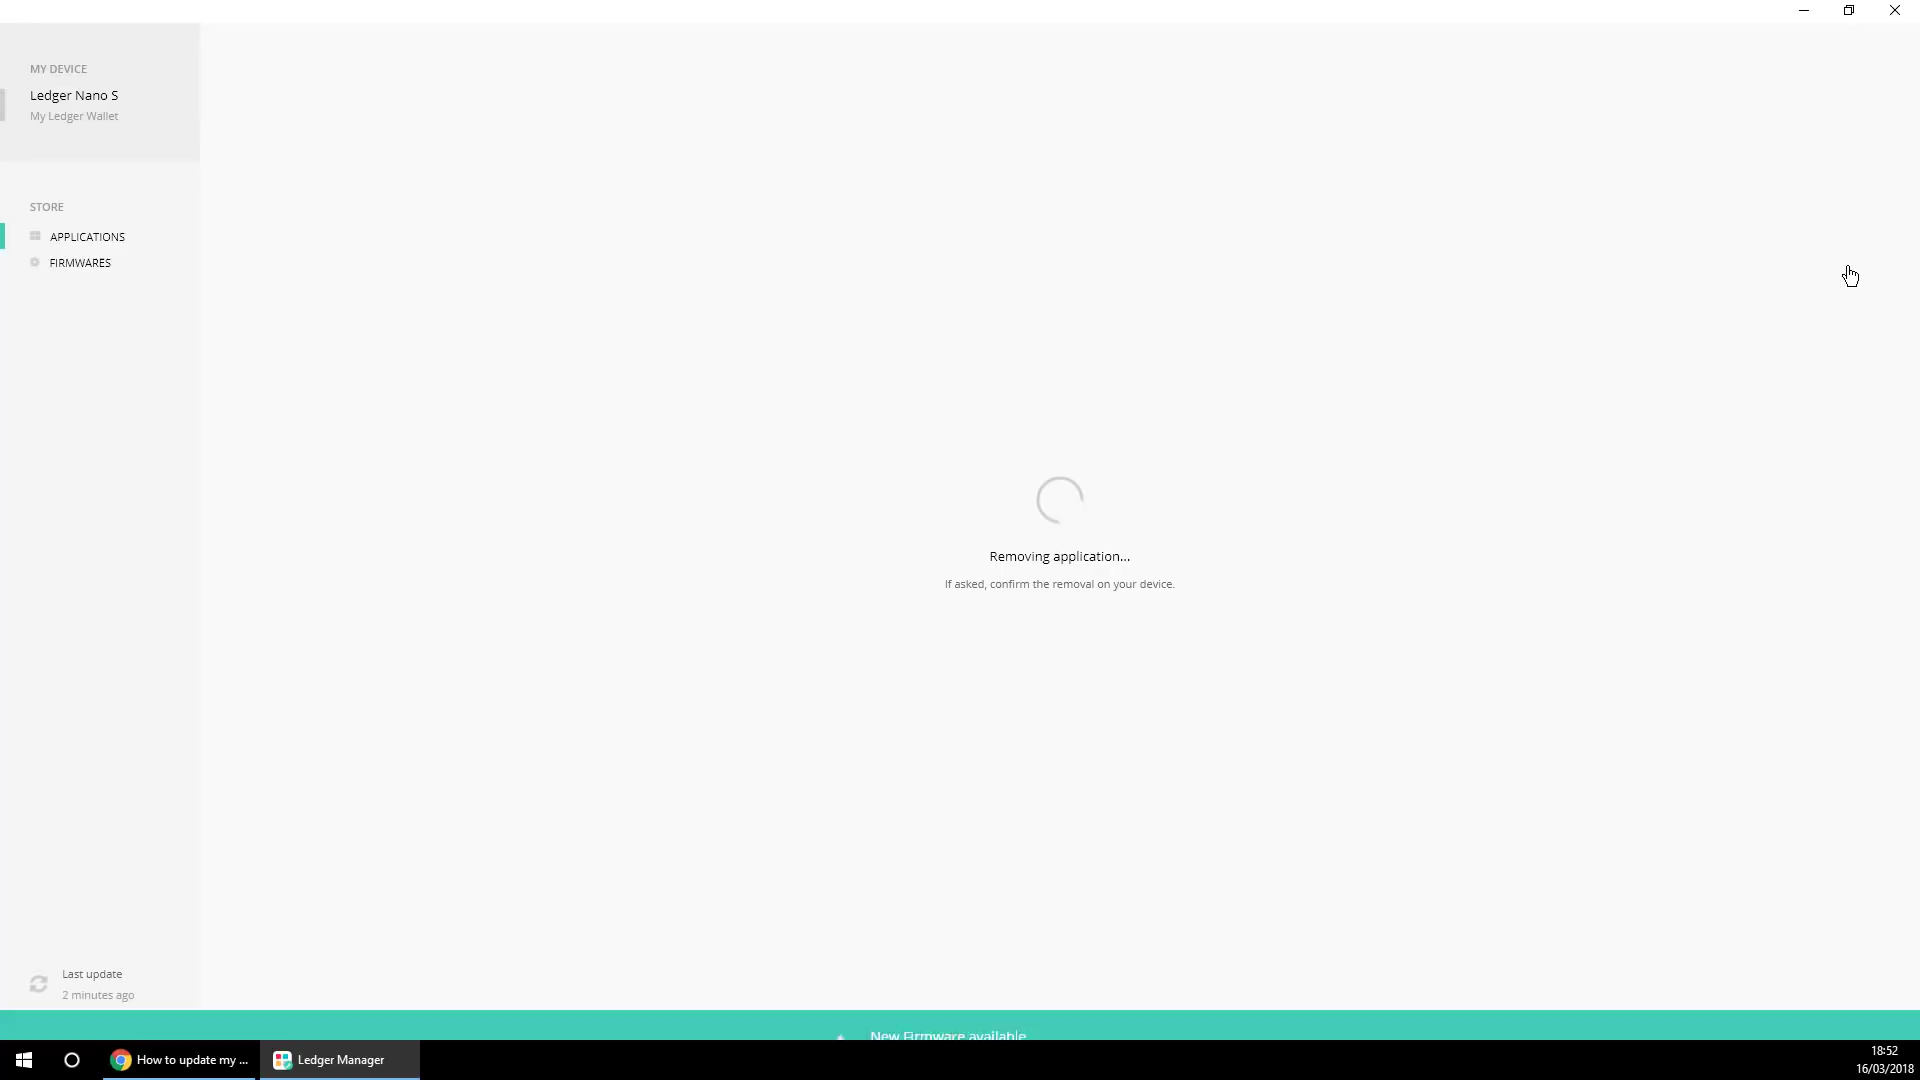 MY DEVICE
Ledger Nano S
My Ledger Wallet
STORE
APPLICATIONS
FIRMWARES
Removing application...
If asked, confirm the removal on your device.
Last update
2 minutes ago
New Firmware available
How to update my ...
Ledger Manager
18:52
16/03/2018